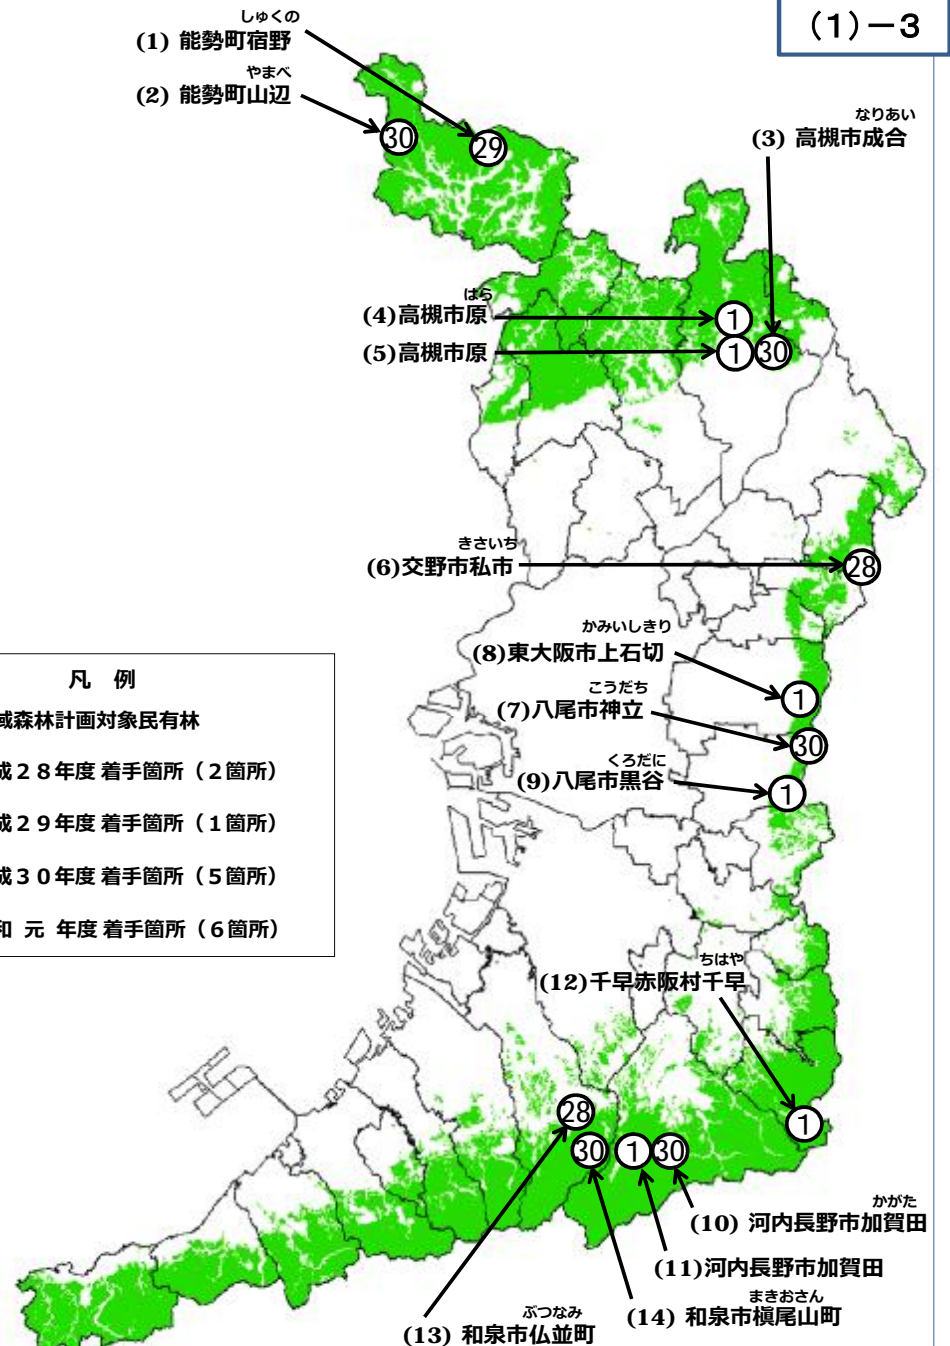 (1)－3
しゅくの
(1) 能勢町宿野
やまべ
(2) 能勢町山辺
なりあい
(3) 高槻市成合
30
29
はら
(4)高槻市原
1
(5)高槻市原
1
30
きさいち
(6)交野市私市
28
かみいしきり
(8)東大阪市上石切
1
こうだち
(7)八尾市神立
30
くろだに
(9)八尾市黒谷
1
凡 例
域森林計画対象民有林
成２８年度 着手箇所（２箇所）
成２９年度 着手箇所（１箇所）
成３０年度 着手箇所（５箇所）
和 元 年度 着手箇所（６箇所）
ちはや
(12)千早赤阪村千早
28
1
30
1
30
かがた
(10) 河内長野市加賀田
(11)河内長野市加賀田
まきおさん
(14) 和泉市槇尾山町
ぶつなみ
(13) 和泉市仏並町